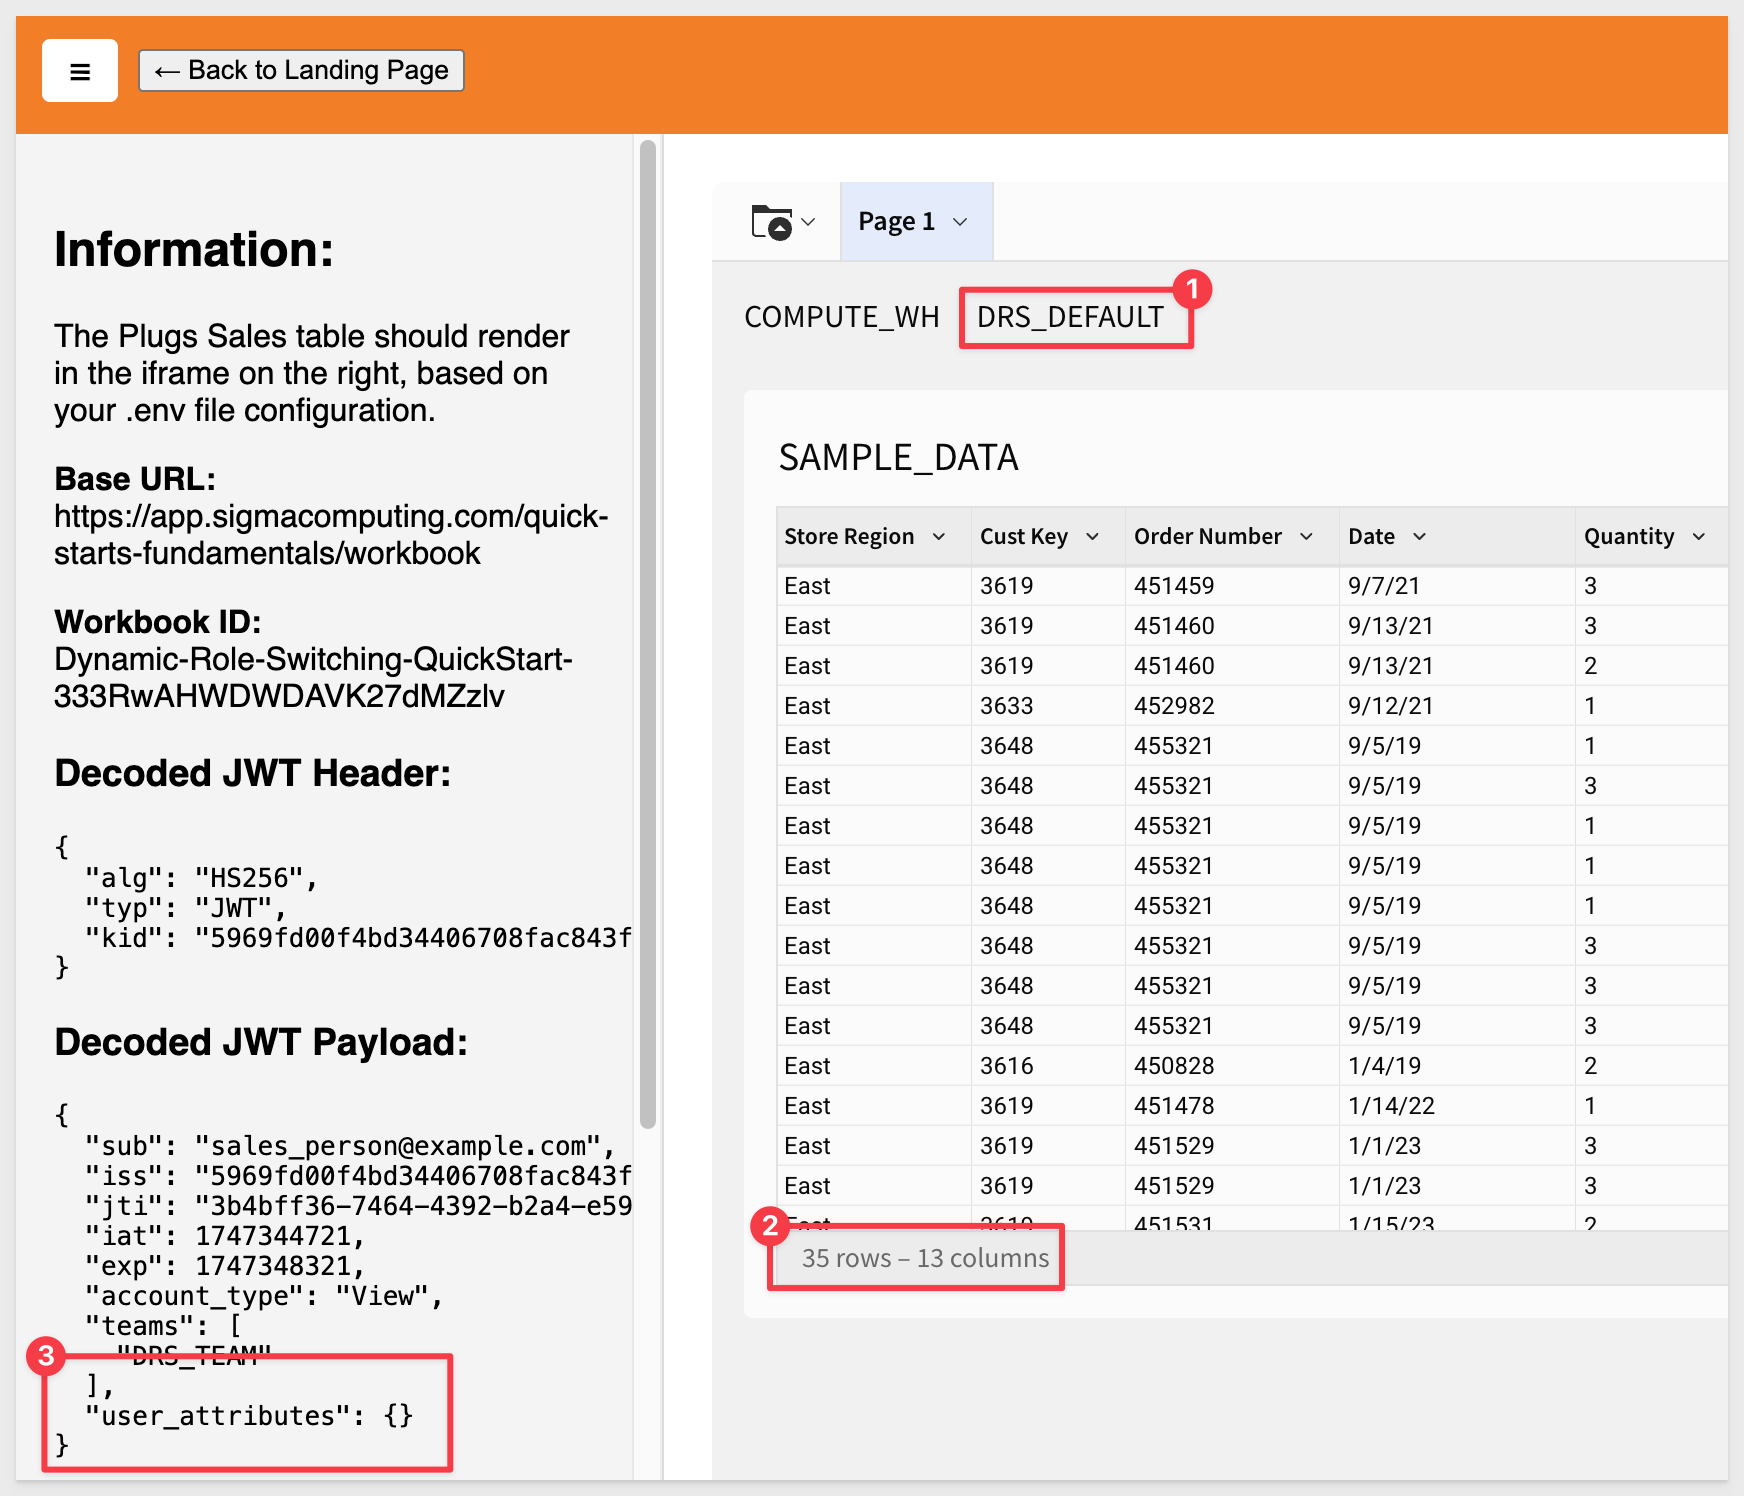 ← Back to Landing Page
Information:
The Plugs Sales table should render
in the iframe on the right, based on
your .env file configuration.
Base URL:
https://app.sigmacomputing.com/quick-
starts-fundamentals/workbook
Workbook ID:
Dynamic-Role-Switching-QuickStart-
333RwAHWDWDAVK27dMZzlv
Decoded JWT Header:
{
  "alg": "HS256",
  "typ": "JWT",
  "kid": "5969fd00f4bd34406708fac843f
}
Decoded JWT Payload:
{
  "sub": "sales_person@example.com",
  "iss": "5969fd00f4bd34406708fac843f
  "jti": "3b4bff36-7464-4392-b2a4-e59
  "iat": 1747344721,
  "exp": 1747348321,
  "account_type": "View",
  "teams": [
    "DRS_TEAM"
3
  ],
  "user_attributes": {}
}
Page 1
COMPUTE_WH DRS_DEFAULT 1
SAMPLE_DATA
Store Region Cust Key Order Number Date Quantity
East 3619 451459 9/7/21 3
East 3619 451460 9/13/21 3
East 3619 451460 9/13/21 2
East 3633 452982 9/12/21 1
East 3648 455321 9/5/19 1
East 3648 455321 9/5/19 3
East 3648 455321 9/5/19 1
East 3648 455321 9/5/19 1
East 3648 455321 9/5/19 1
East 3648 455321 9/5/19 3
East 3648 455321 9/5/19 3
East 3648 455321 9/5/19 3
East 3616 450828 1/4/19 2
East 3619 451478 1/14/22 1
East 3619 451529 1/1/23 3
East 3619 451529 1/1/23 3
East 3619 451531 1/15/23 2
2
35 rows – 13 columns